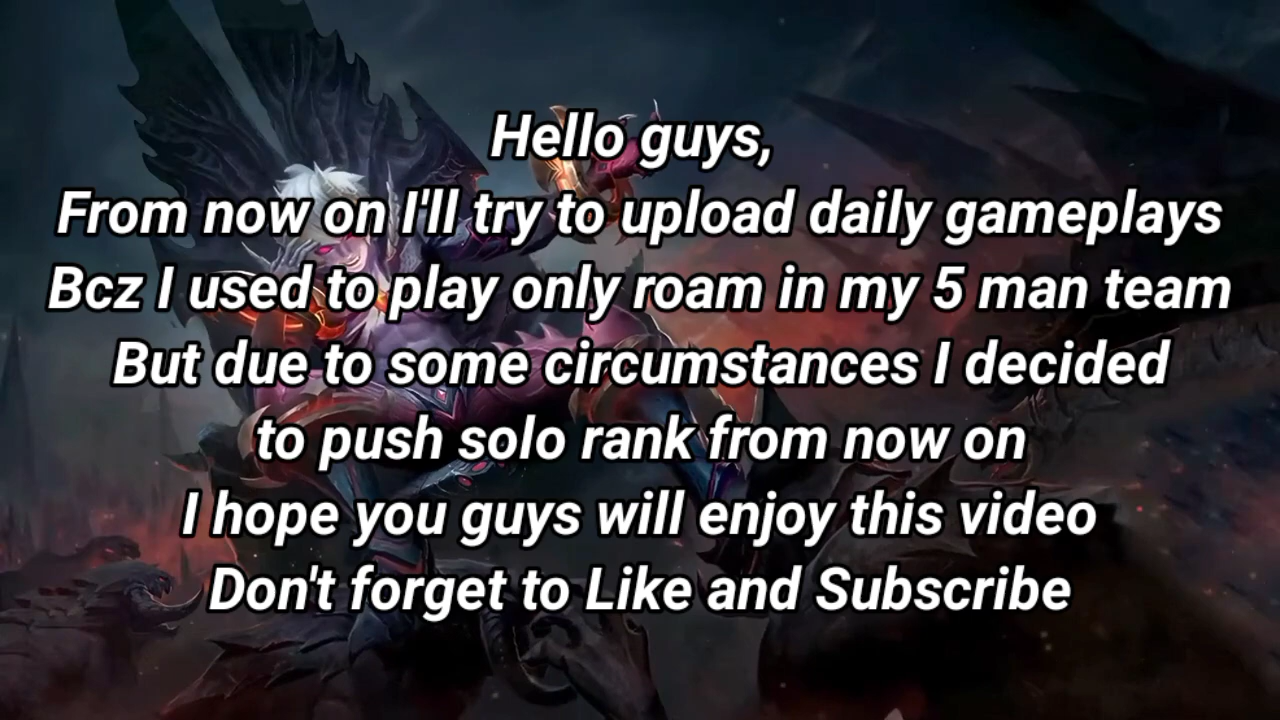 Hello guys,
From now on I'll try to upload daily gameplays
Bcz I used to play only roam in my 5 man team
But due to some circumstances I decided
to push solo rank from now on
I hope you guys will enjoy this video
Don't forget to Like and Subscribe